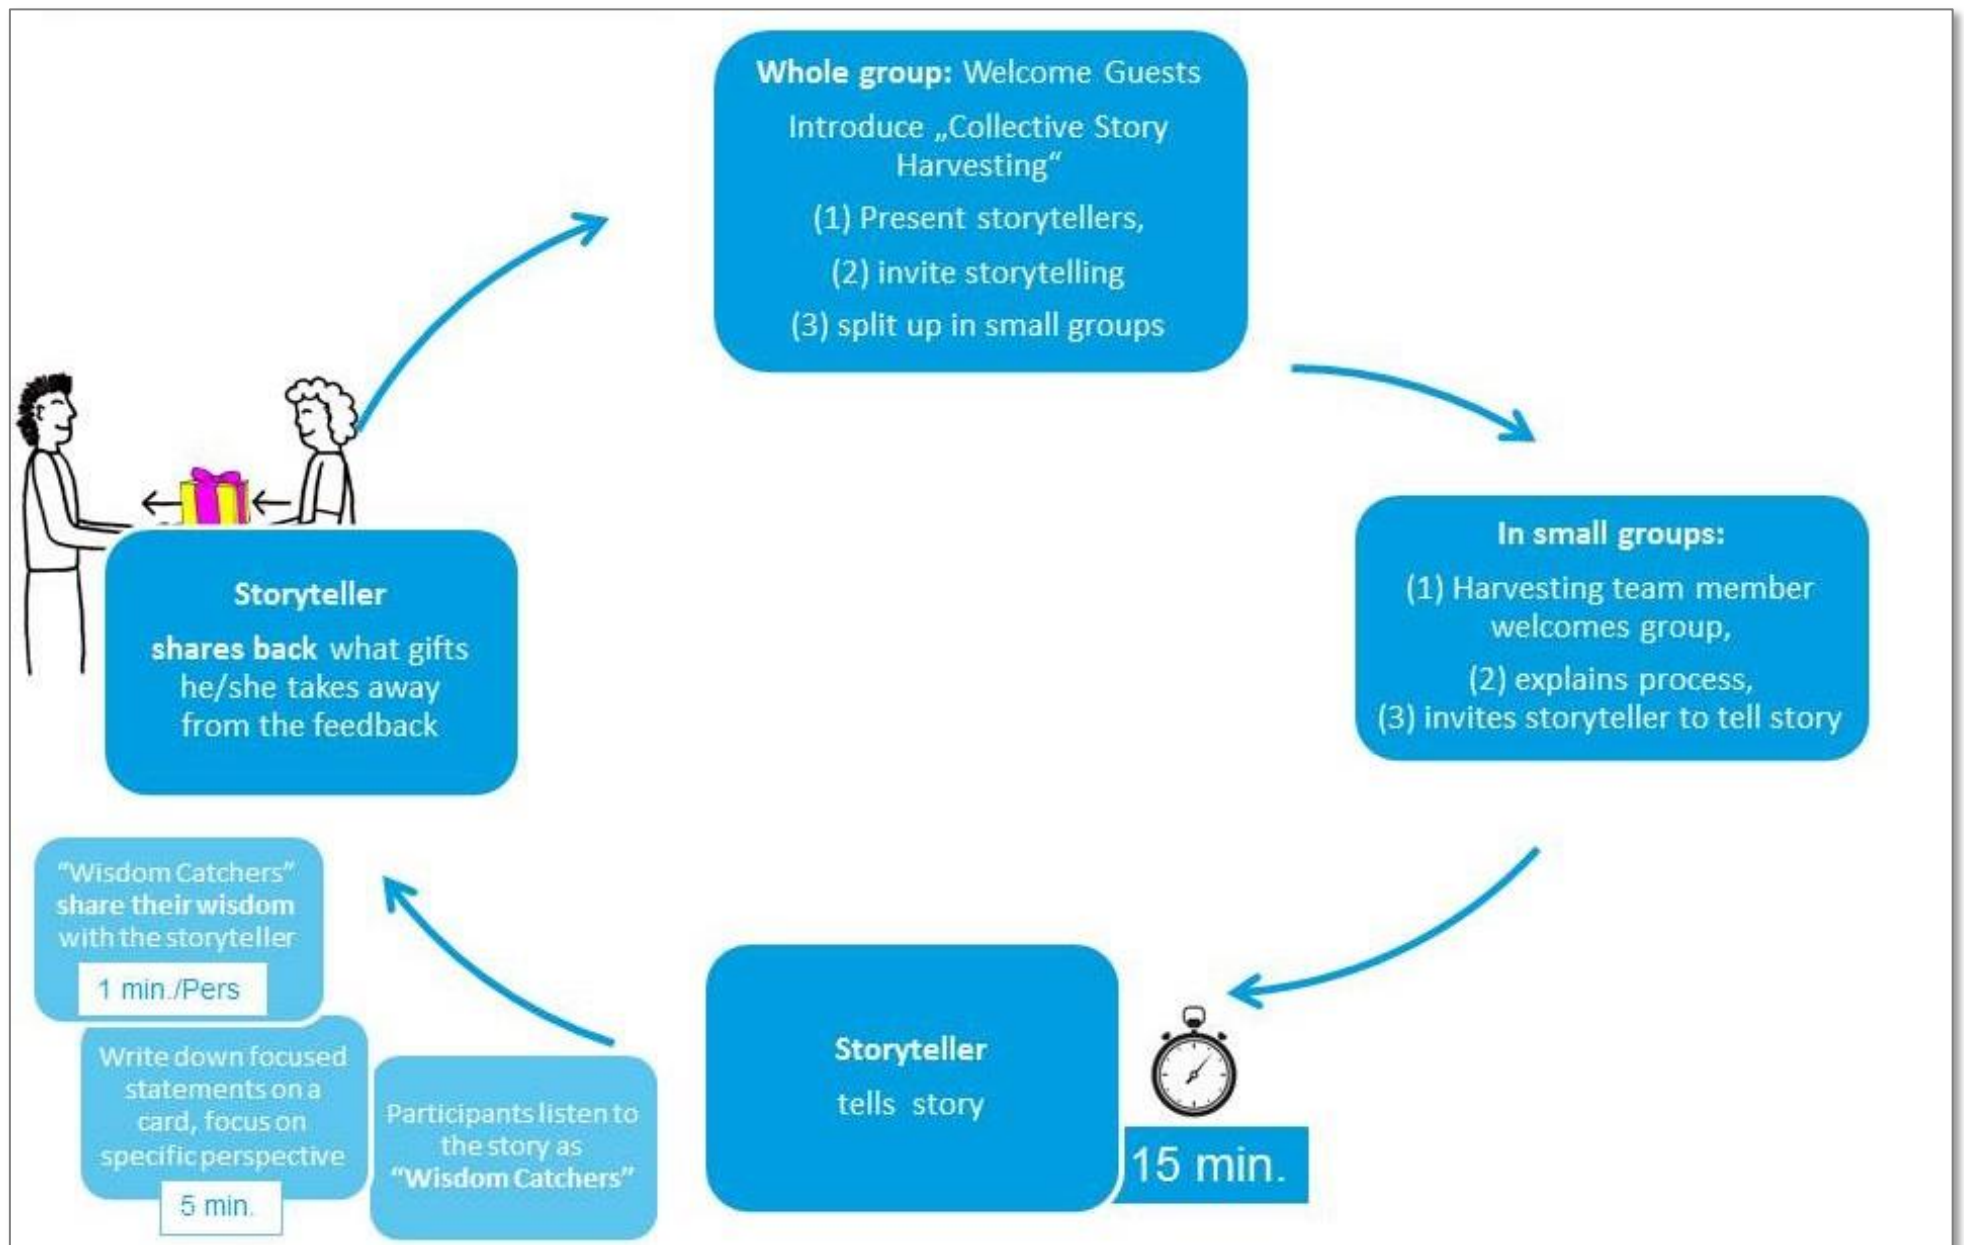 Whole group: Welcome Guests
Introduce „Collective Story
Harvesting“
(1) Present storytellers,
(2) invite storytelling
(3) split up in small groups
In small groups:
(1) Harvesting team member
welcomes group,
(2) explains process,
(3) invites storyteller to tell story
Storyteller
tells story
15 min.
Participants listen to
the story as
“Wisdom Catchers”
Write down focused
statements on a
card, focus on
specific perspective
5 min.
“Wisdom Catchers”
share their wisdom
with the storyteller
1 min./Pers
Storyteller
shares back what gifts
he/she takes away
from the feedback